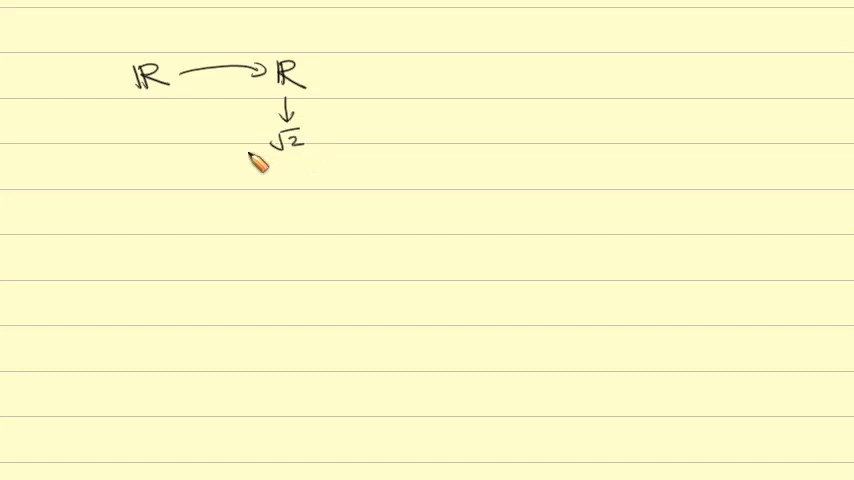 ℝ → ℝ
↓
√2